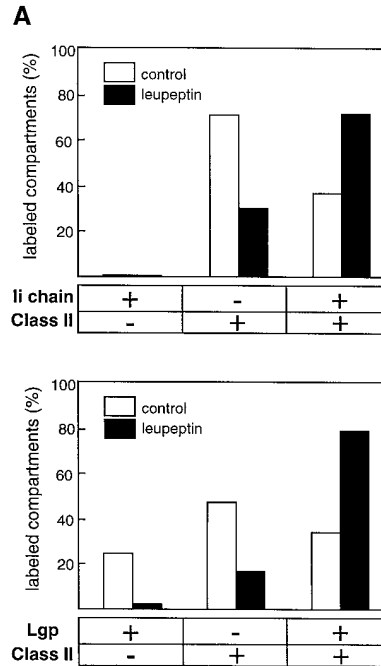 A
labeled compartments (%)
100
80
60
40
20
control
leupeptin
Ii chain + - +
Class II - + +
labeled compartments (%)
100
80
60
40
20
control
leupeptin
Lgp + - +
Class II - + +